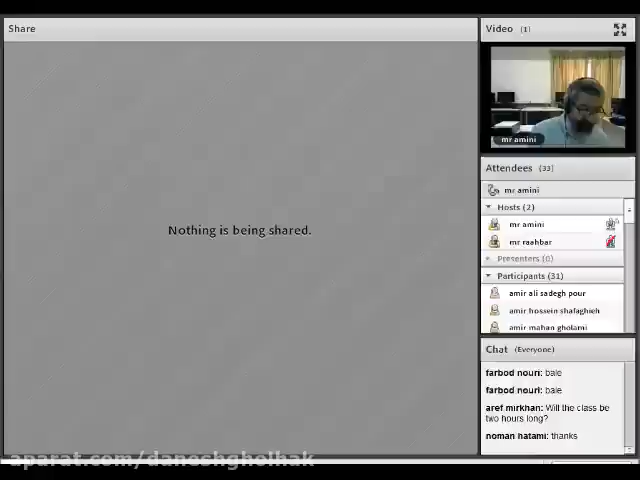 Share
Nothing is being shared.
Video (1)
mr amini
Attendees (33)
mr amini
Hosts (2)
mr amini
mr raahbar
Presenters (0)
Participants (31)
amir ali sadegh pour
amir hossein shafaghieh
amir mahan gholami
Chat (Everyone)
farbod nouri: bale
farbod nouri: bale
aref mirkhan: Will the class be
two hours long?
noman hatami: thanks
aparat.com/daneshgholhak